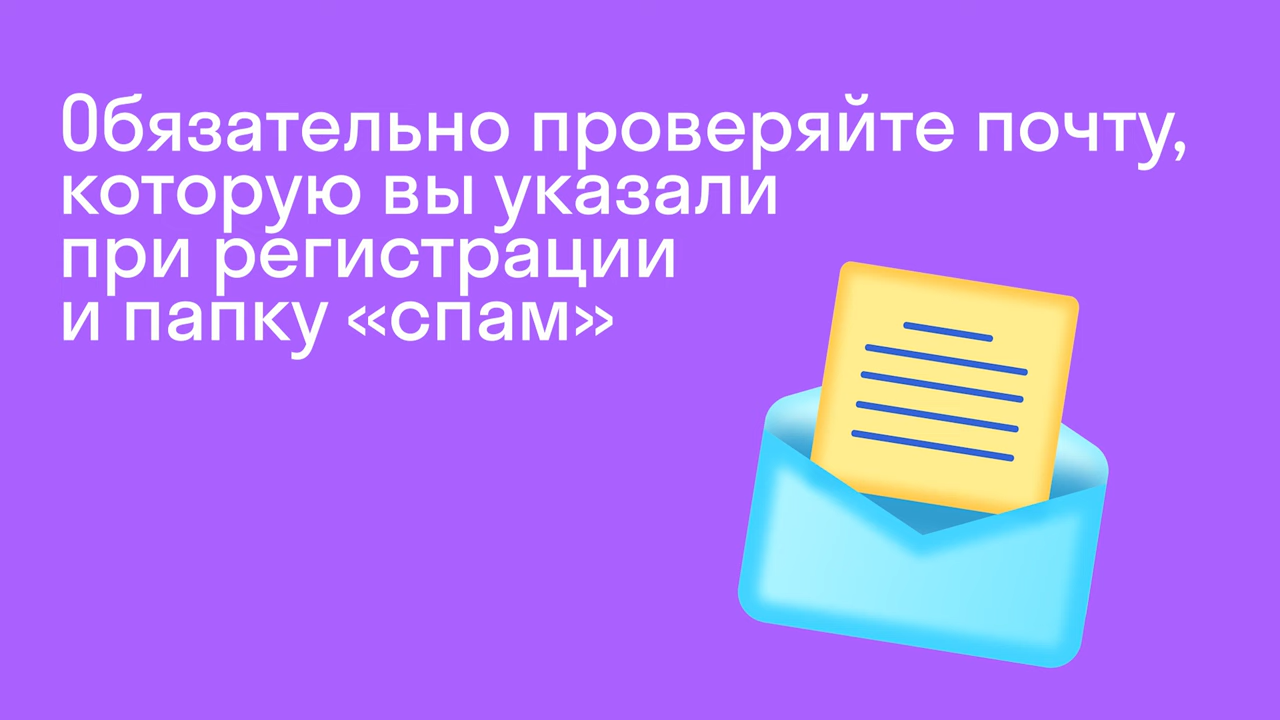 Обязательно проверяйте почту,
которую вы указали
при регистрации
и папку «спам»